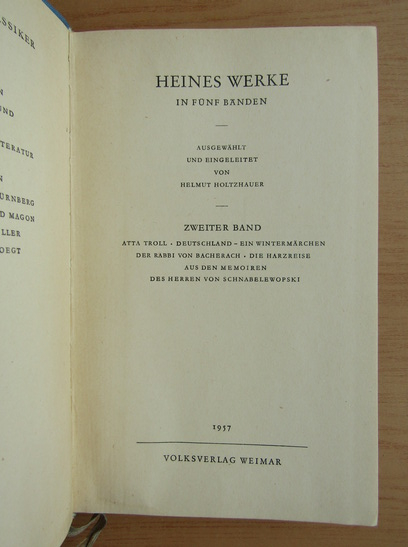 SSIKER
N
UND
TERATUR
N
ÜRNBERG
D MAGON
LLER
OEGT
HEINES WERKE
IN FÜNF BÄNDEN
AUSGEWÄHLT
UND EINGELEITET
VON
HELMUT HOLTZHAUER
ZWEITER BAND
ATTA TROLL · DEUTSCHLAND – EIN WINTERMÄRCHEN
DER RABBI VON BACHERACH · DIE HARZREISE
AUS DEN MEMOIREN
DES HERREN VON SCHNABELEWOPSKI
1957
VOLKSVERLAG WEIMAR